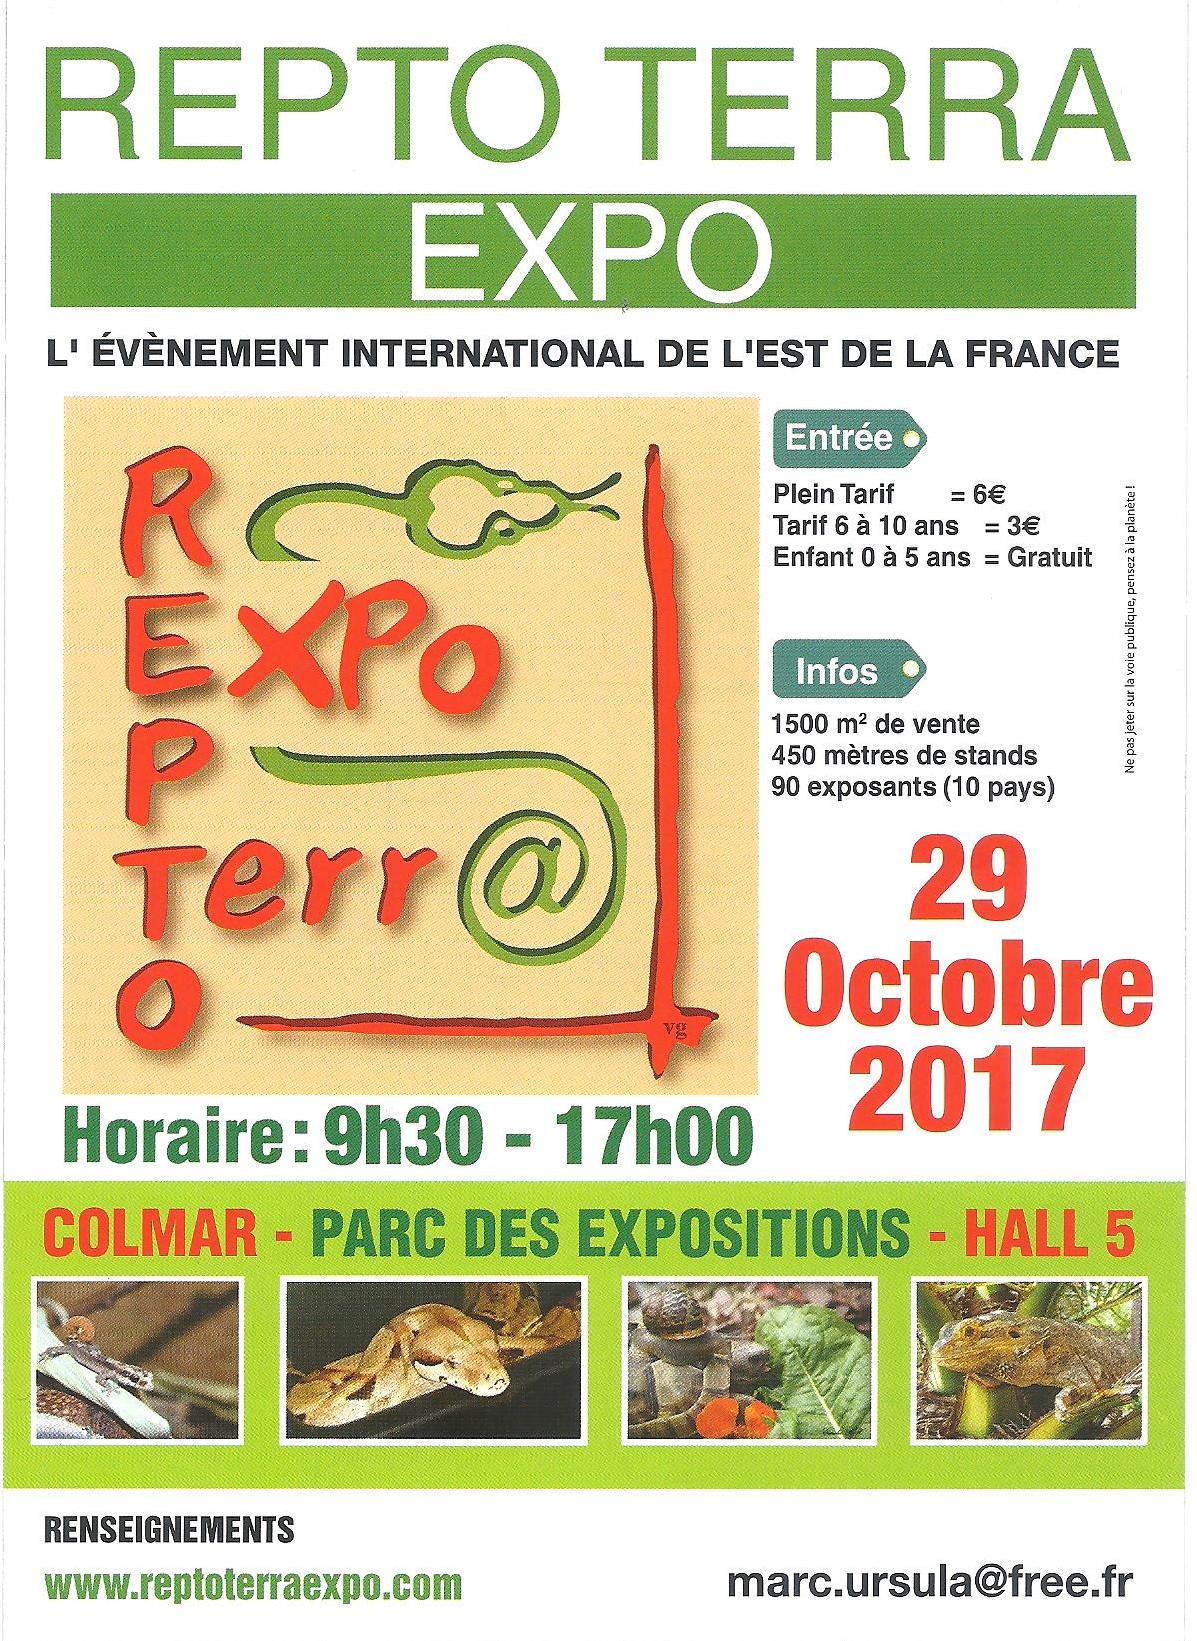 REPTO TERRA
EXPO
L' ÉVÈNEMENT INTERNATIONAL DE L'EST DE LA FRANCE
REPTO
EXPO
Terr@
vg
Entrée
Plein Tarif = 6€
Tarif 6 à 10 ans = 3€
Enfant 0 à 5 ans = Gratuit
Infos
1500 m² de vente
450 mètres de stands
90 exposants (10 pays)
Ne pas jeter sur la voie publique, pensez à la planète !
29
Octobre
2017
Horaire : 9h30 - 17h00
COLMAR - PARC DES EXPOSITIONS - HALL 5
RENSEIGNEMENTS
www.reptoterraexpo.com
marc.ursula@free.fr